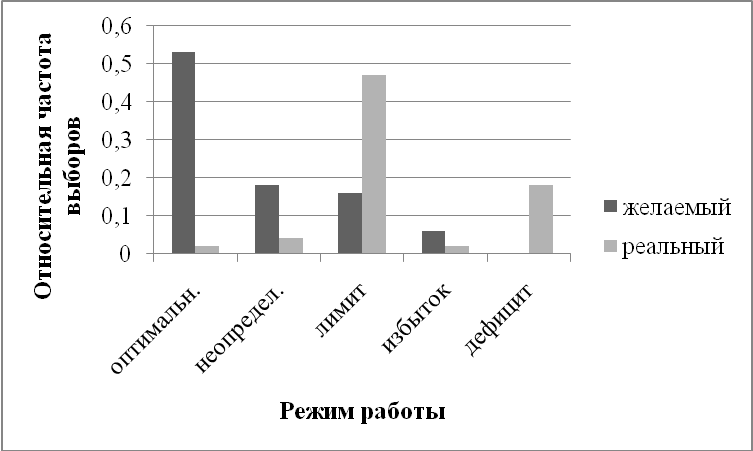 Относительная частота
выборов
0,6
0,5
0,4
0,3
0,2
0,1
0
оптимальн.
неопредел.
лимит
избыток
дефицит
Режим работы
желаемый
реальный